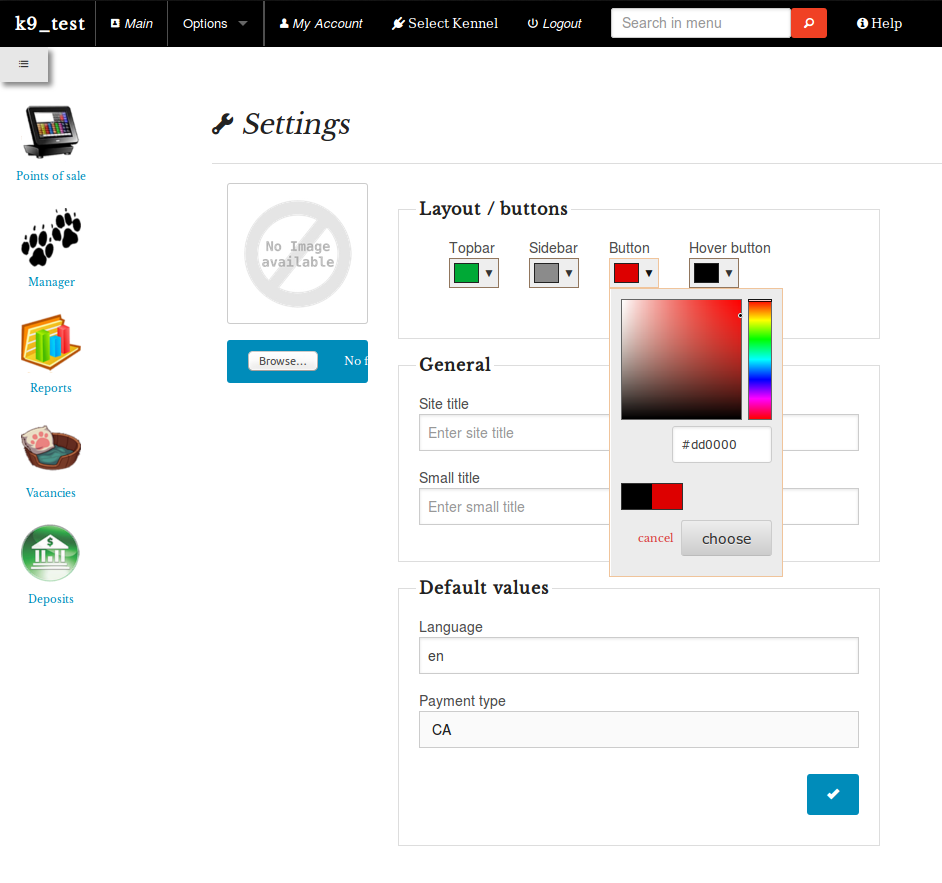 k9_test Main Options My Account Select Kennel Logout Search in menu Help
Settings
Points of sale
Manager
Reports
Vacancies
Deposits
No Image
available
Browse... No f
Layout / buttons
Topbar Sidebar Button Hover button
#dd0000
cancel choose
General
Site title
Enter site title
Small title
Enter small title
Default values
Language
en
Payment type
CA